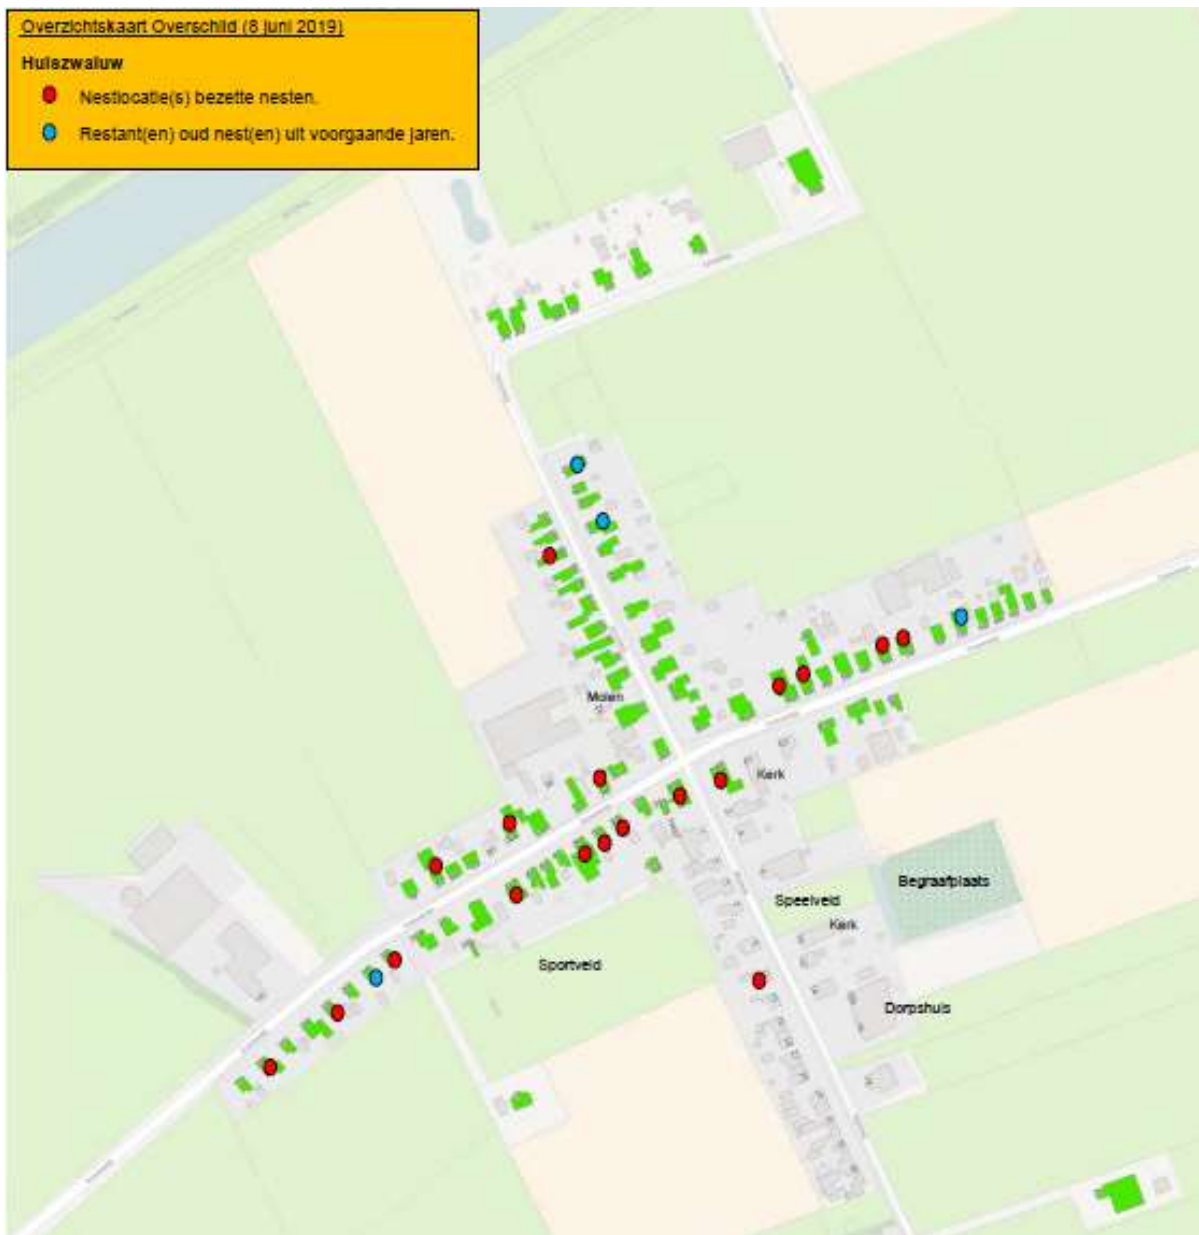 Overzichtskaart Overschild (8 juni 2019)
Huiszwaluw
Nestlocatie(s) bezette nesten.
Restant(en) oud nest(en) uit voorgaande jaren.
Molen
Kerk
Begraafplaats
Speelveld
Kerk
Sportveld
Dorpshuis